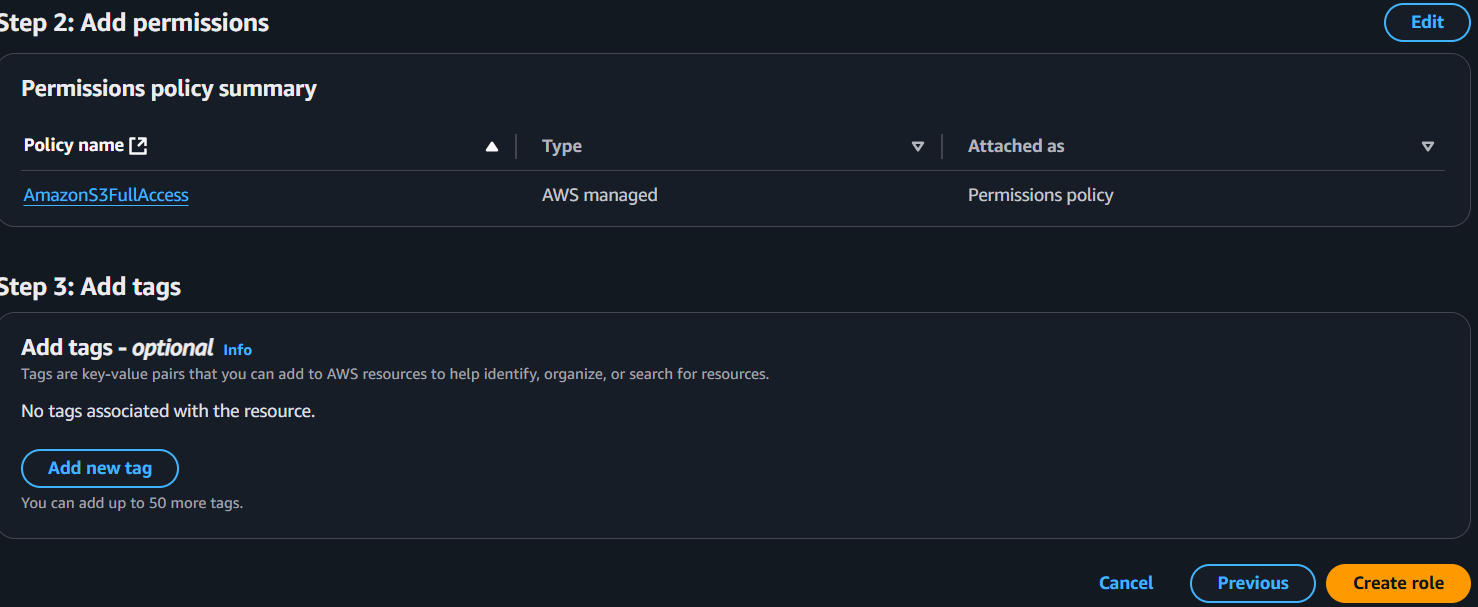 Step 2: Add permissions
Edit
Permissions policy summary
Policy name Type Attached as
AmazonS3FullAccess AWS managed Permissions policy
Step 3: Add tags
Add tags - optional Info
Tags are key-value pairs that you can add to AWS resources to help identify, organize, or search for resources.
No tags associated with the resource.
Add new tag
You can add up to 50 more tags.
Cancel Previous Create role